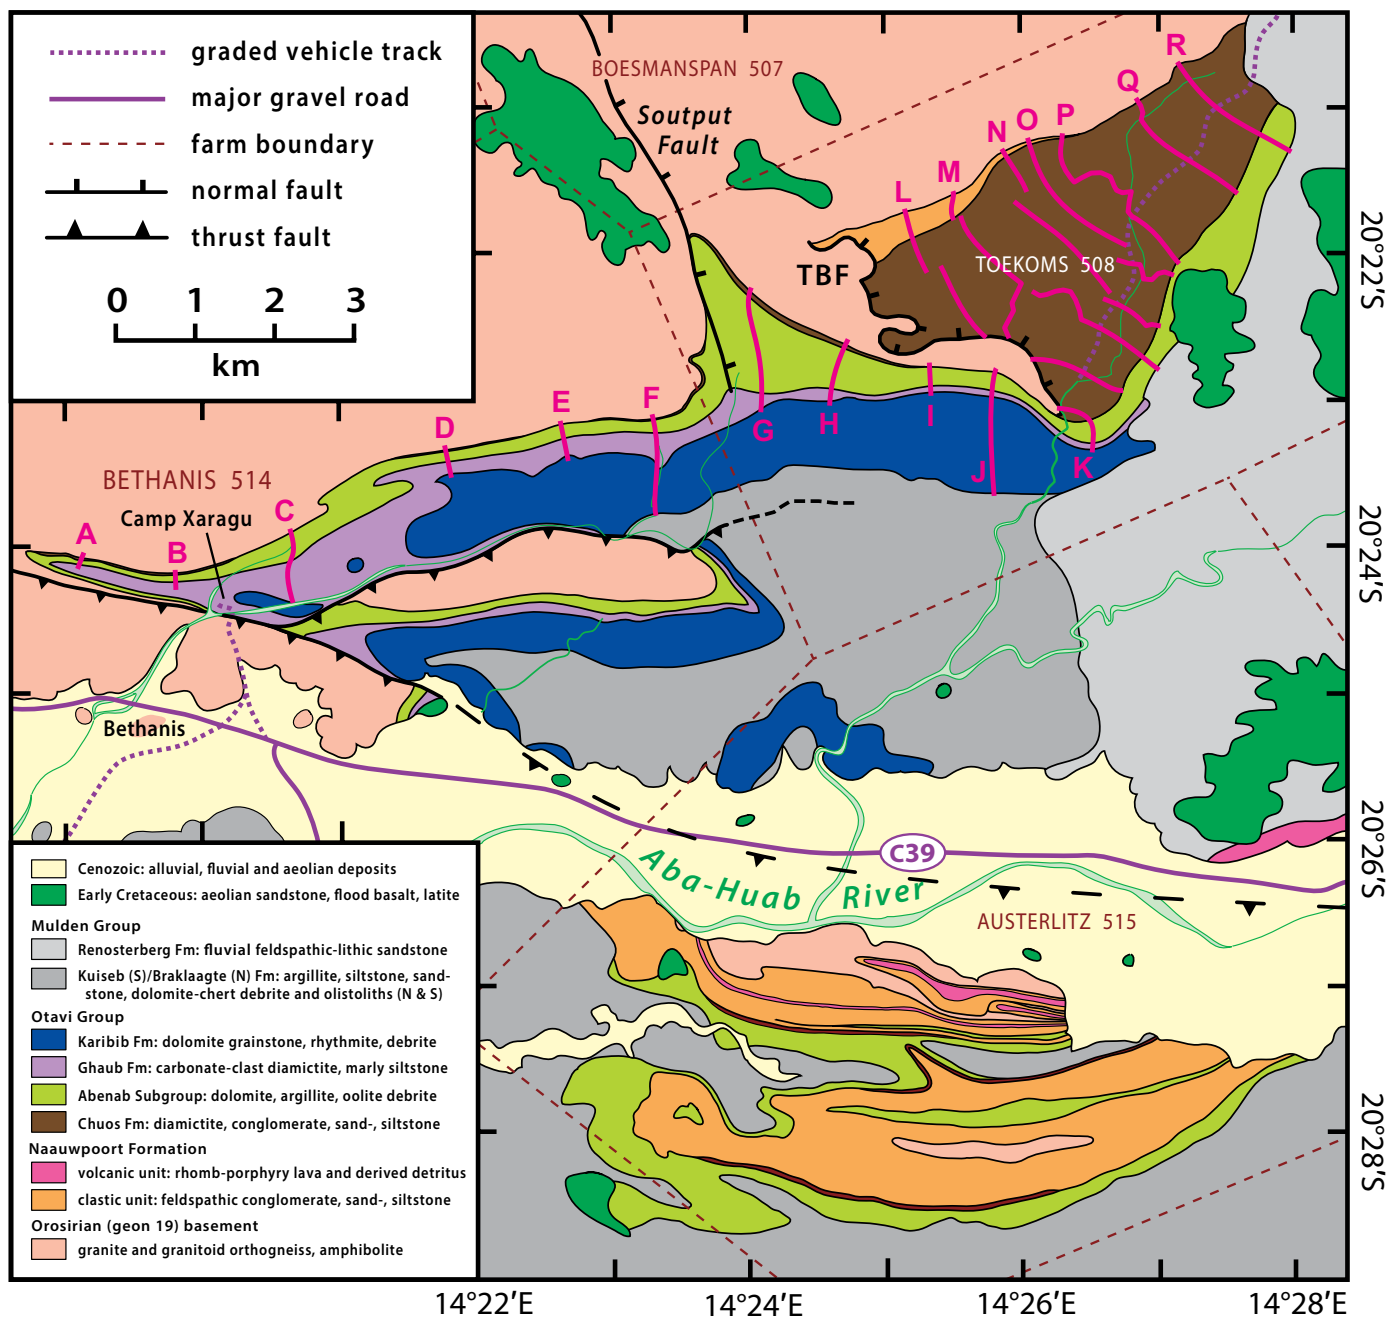 graded vehicle track
major gravel road
farm boundary
normal fault
thrust fault
0 1 2 3
km
BOESMANSPAN 507
Soutput
Fault
R
Q
P
O
N
M
L
TBF
TOEKOMS 508
20°22'S
F
E
D
G
H
I
J
K
BETHANIS 514
Camp Xaragu
C
A
B
20°24'S
Bethanis
C39
Aba-Huab River
AUSTERLITZ 515
20°26'S
Cenozoic: alluvial, fluvial and aeolian deposits
Early Cretaceous: aeolian sandstone, flood basalt, latite
Mulden Group
Renosterberg Fm: fluvial feldspathic-lithic sandstone
Kuiseb (S)/Braklaagte (N) Fm: argillite, siltstone, sand-
stone, dolomite-chert debrite and olistoliths (N & S)
Otavi Group
Karibib Fm: dolomite grainstone, rhythmite, debrite
Ghaub Fm: carbonate-clast diamictite, marly siltstone
Abenab Subgroup: dolomite, argillite, oolite debrite
Chuos Fm: diamictite, conglomerate, sand-, siltstone
Naauwpoort Formation
volcanic unit: rhomb-porphyry lava and derived detritus
clastic unit: feldspathic conglomerate, sand-, siltstone
Orosirian (geon 19) basement
granite and granitoid orthogneiss, amphibolite
20°28'S
14°22'E 14°24'E 14°26'E 14°28'E